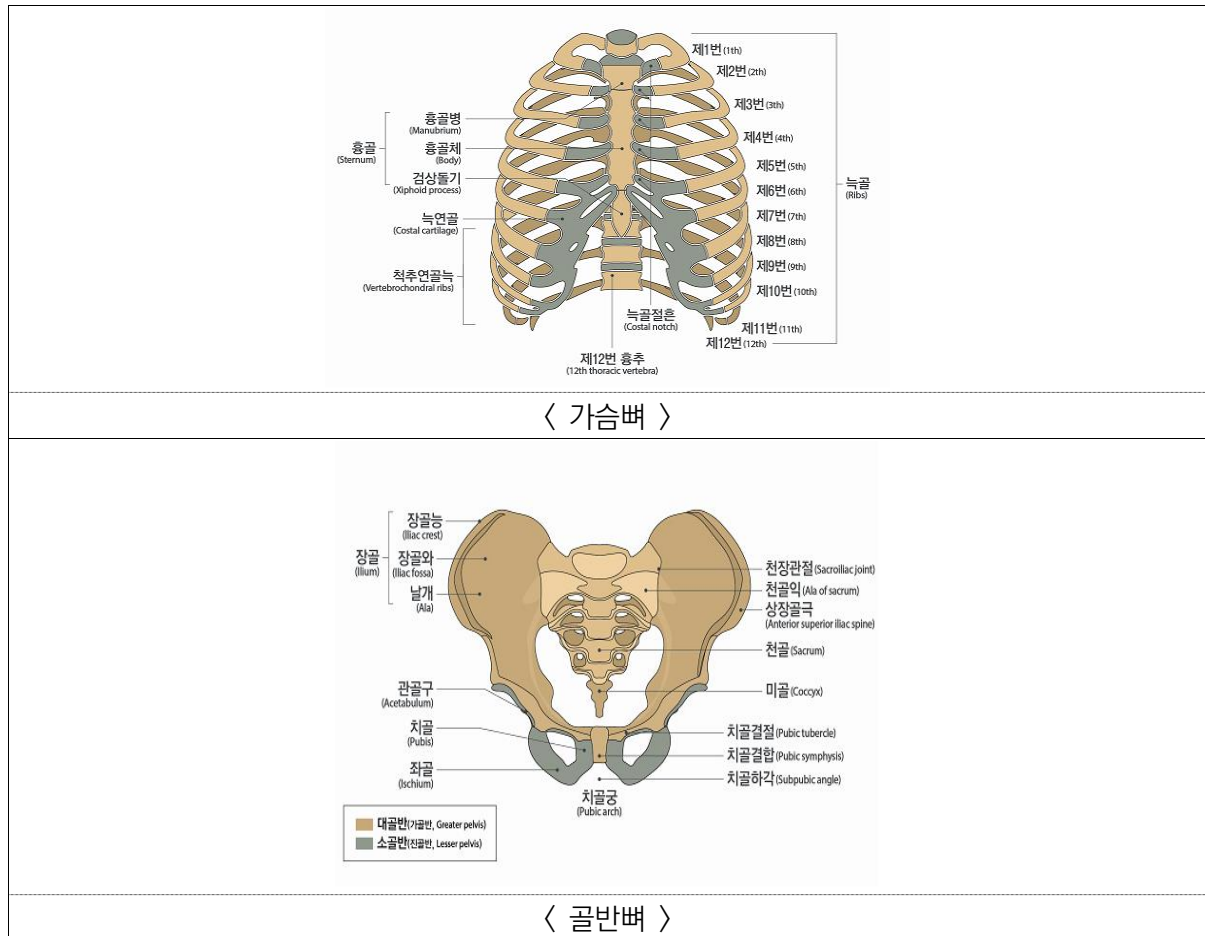 제1번(1th)
제2번(2th)
제3번(3th)
제4번(4th)
제5번(5th)
제6번(6th)
제7번(7th)
제8번(8th)
제9번(9th)
제10번(10th)
제11번(11th)
제12번(12th)
늑골
(Ribs)
흉골
(Sternum)
흉골병
(Manubrium)
흉골체
(Body)
검상돌기
(Xiphoid process)
늑연골
(Costal cartilage)
척추연골늑
(Vertebrochondral ribs)
늑골절흔
(Costal notch)
제12번 흉추
(12th thoracic vertebra)
〈 가슴뼈 〉
장골
(Ilium)
장골능
(Iliac crest)
장골와
(Iliac fossa)
날개
(Ala)
관골구
(Acetabulum)
치골
(Pubis)
좌골
(Ischium)
천장관절(Sacroiliac joint)
천골익(Ala of sacrum)
상장골극
(Anterior superior iliac spine)
천골(Sacrum)
미골(Coccyx)
치골결절(Pubic tubercle)
치골결합(Pubic symphysis)
치골하각(Subpubic angle)
치골궁
(Pubic arch)
대골반(가골반, Greater pelvis)
소골반(진골반, Lesser pelvis)
〈 골반뼈 〉